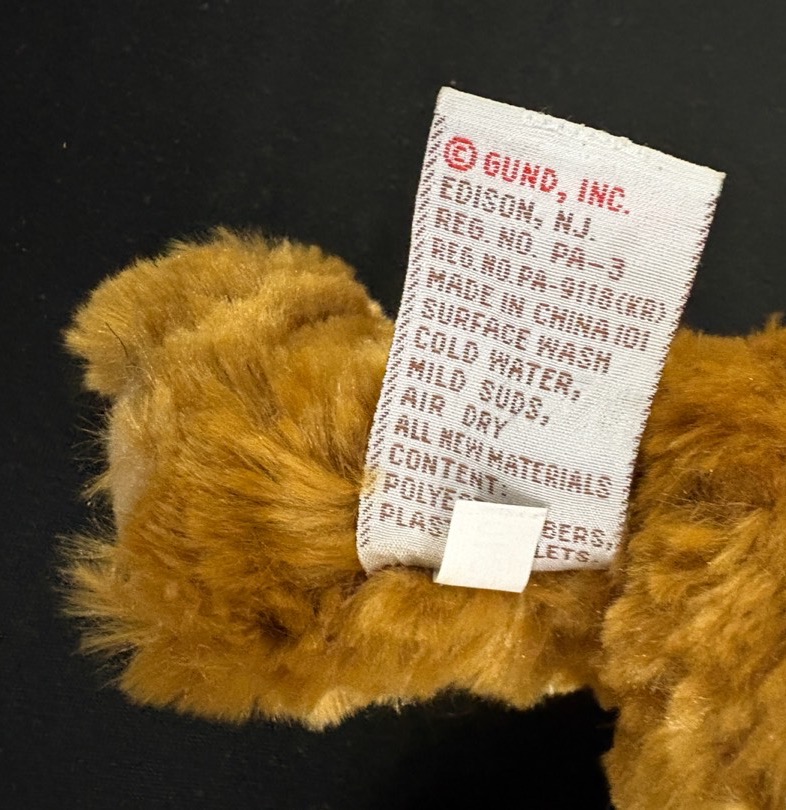 © GUND, INC.
EDISON, NJ.
REG. NO. PA-3
REG. NO PA-9118(KR)
MADE IN CHINA 101
SURFACE WASH
COLD WATER,
MILD SUDS,
AIR DRY
ALL NEW MATERIALS
CONTENT: